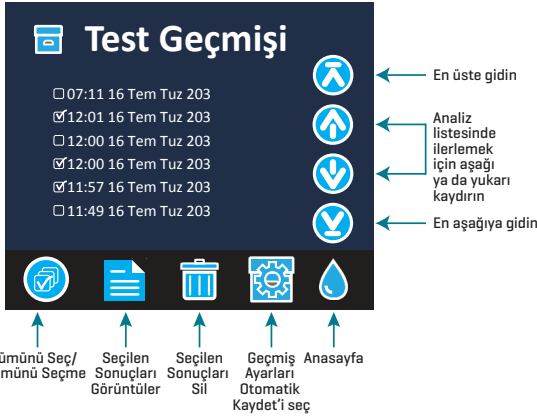 Test Geçmişi
07:11 16 Tem Tuz 203
12:01 16 Tem Tuz 203
12:00 16 Tem Tuz 203
12:00 16 Tem Tuz 203
11:57 16 Tem Tuz 203
11:49 16 Tem Tuz 203
En üste gidin
Analiz
listesinde
ilerlemek
için aşağı
ya da yukarı
kaydırın
En aşağıya gidin
ümünü Seç/
münü Seçme
Seçilen
Sonuçları
Görüntüler
Seçilen
Sonuçları
Sil
Geçmiş
Ayarları
Otomatik
Kaydet'i seç
Anasayfa